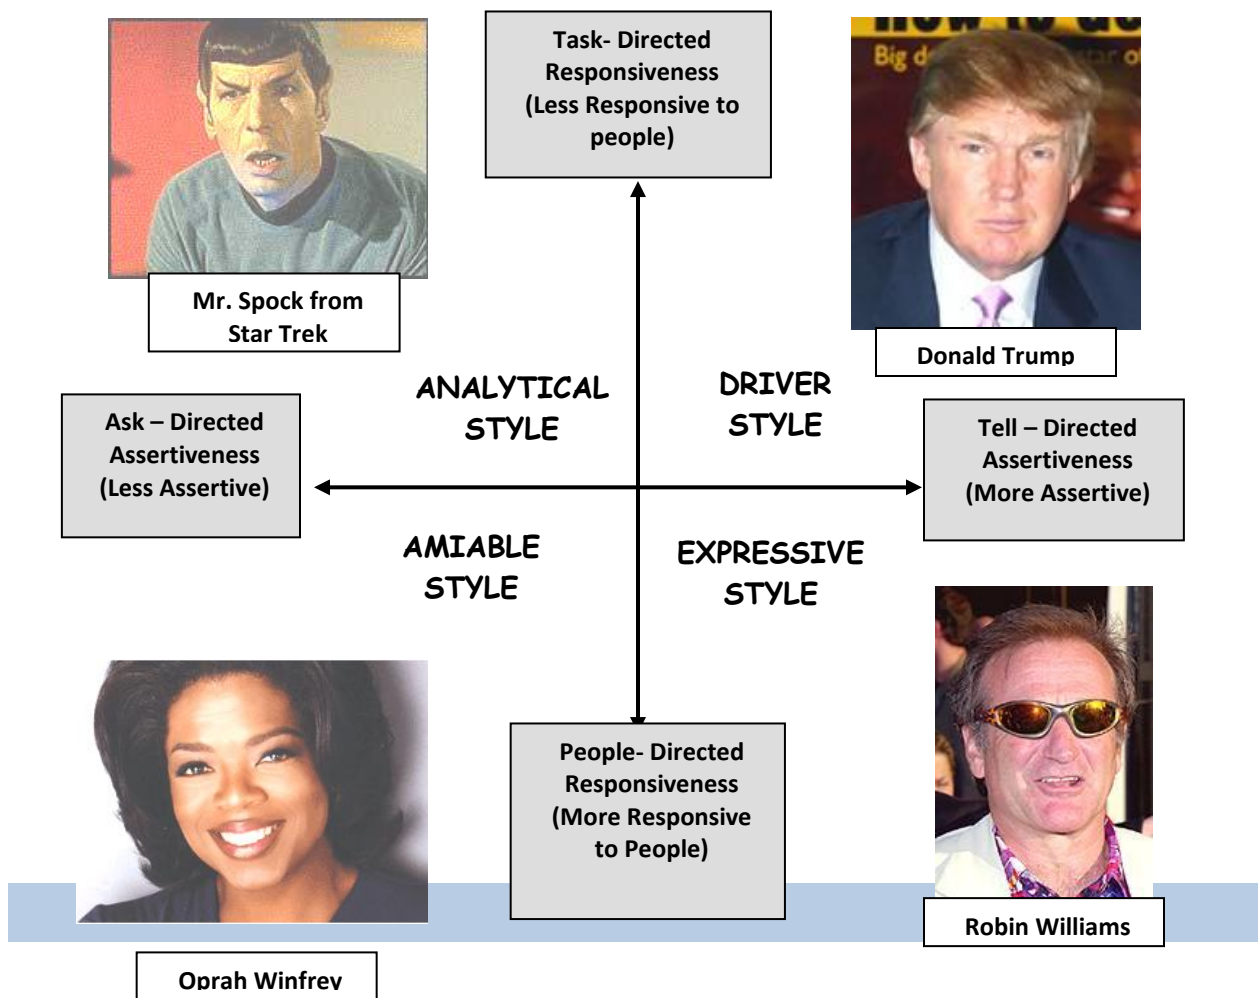 Task- Directed
Responsiveness
(Less Responsive to
people)
Big d
star of
Mr. Spock from
Star Trek
Donald Trump
ANALYTICAL
STYLE
DRIVER
STYLE
Ask – Directed
Assertiveness
(Less Assertive)
Tell – Directed
Assertiveness
(More Assertive)
AMIABLE
STYLE
EXPRESSIVE
STYLE
People- Directed
Responsiveness
(More Responsive
to People)
Robin Williams
Oprah Winfrey